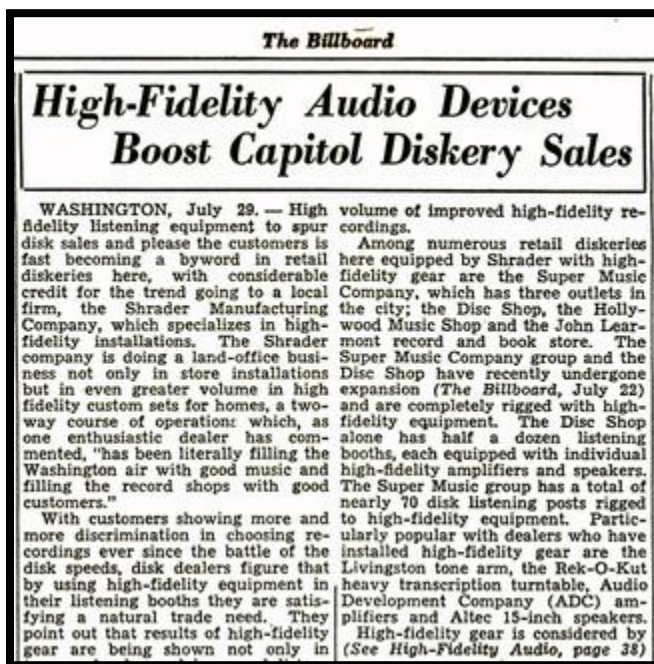 The Billboard
High-Fidelity Audio Devices
Boost Capitol Diskery Sales
WASHINGTON, July 29. — High
fidelity listening equipment to spur
disk sales and please the customers is
fast becoming a byword in retail
diskeries here, with considerable
credit for the trend going to a local
firm, the Shrader Manufacturing
Company, which specializes in high-
fidelity installations. The Shrader
company is doing a land-office busi-
ness not only in store installations
but in even greater volume in high
fidelity custom sets for homes, a two-
way course of operations which, as
one enthusiastic dealer has com-
mented, "has been literally filling the
Washington air with good music and
filling the record shops with good
customers."
With customers showing more and
more discrimination in choosing re-
cordings ever since the battle of the
disk speeds, disk dealers figure that
by using high-fidelity equipment in
their listening booths they are satis-
fying a natural trade need. They
point out that results of high-fidelity
gear are being shown not only in
volume of improved high-fidelity re-
cordings.
Among numerous retail diskeries
here equipped by Shrader with high-
fidelity gear are the Super Music
Company, which has three outlets in
the city; the Disc Shop, the Holly-
wood Music Shop and the John Lear-
mont record and book store. The
Super Music Company group and the
Disc Shop have recently undergone
expansion (The Billboard, July 22)
and are completely rigged with high-
fidelity equipment. The Disc Shop
alone has half a dozen listening
booths, each equipped with individual
high-fidelity amplifiers and speakers.
The Super Music group has a total of
nearly 70 disk listening posts rigged
to high-fidelity equipment. Partic-
ularly popular with dealers who have
installed high-fidelity gear are the
Livingston tone arm, the Rek-O-Kut
heavy transcription turntable, Audio
Development Company (ADC) am-
plifiers and Altec 15-inch speakers.
High-fidelity gear is considered by
(See High-Fidelity Audio, page 38)